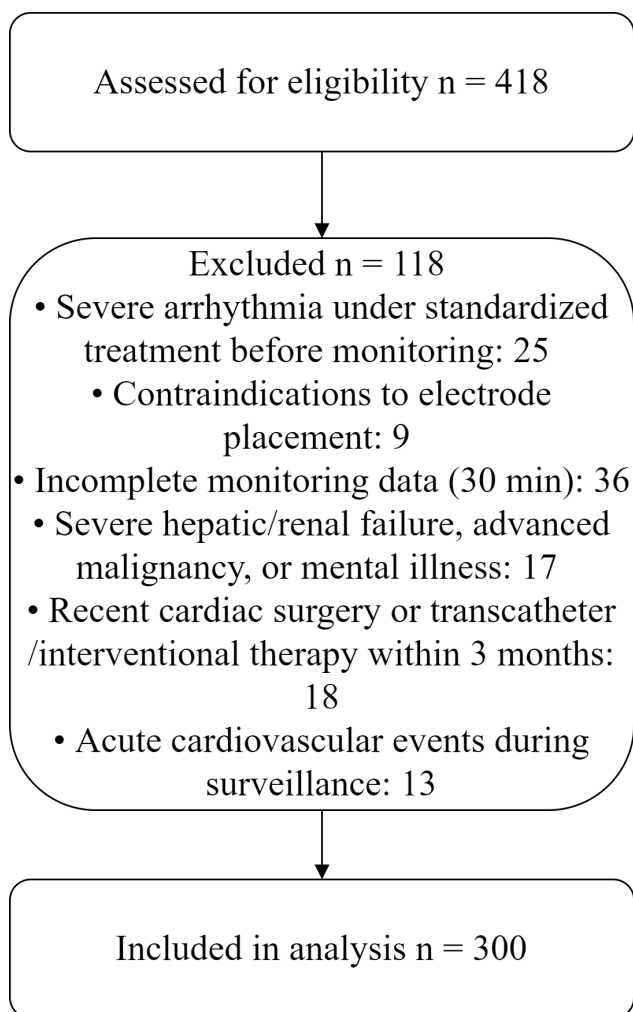 Assessed for eligibility n = 418
Excluded n = 118
• Severe arrhythmia under standardized
treatment before monitoring: 25
• Contraindications to electrode
placement: 9
• Incomplete monitoring data (30 min): 36
• Severe hepatic/renal failure, advanced
malignancy, or mental illness: 17
• Recent cardiac surgery or transcatheter
/interventional therapy within 3 months:
18
• Acute cardiovascular events during
surveillance: 13
Included in analysis n = 300